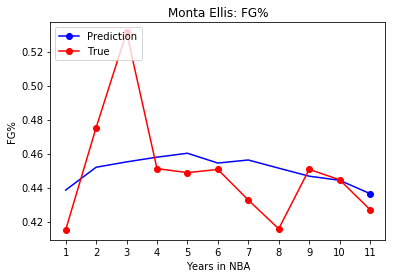 Monta Ellis: FG%
Prediction
True
0.52
0.50
0.48
0.46
0.44
0.42
FG%
1 2 3 4 5 6 7 8 9 10 11
Years in NBA